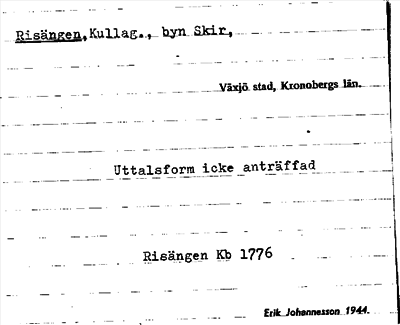 Risängen, Kullag., byn Skir,
Växjö stad, Kronobergs län.
Uttalsform icke anträffad
Risängen Kb 1776
Erik Johannesson 1944.